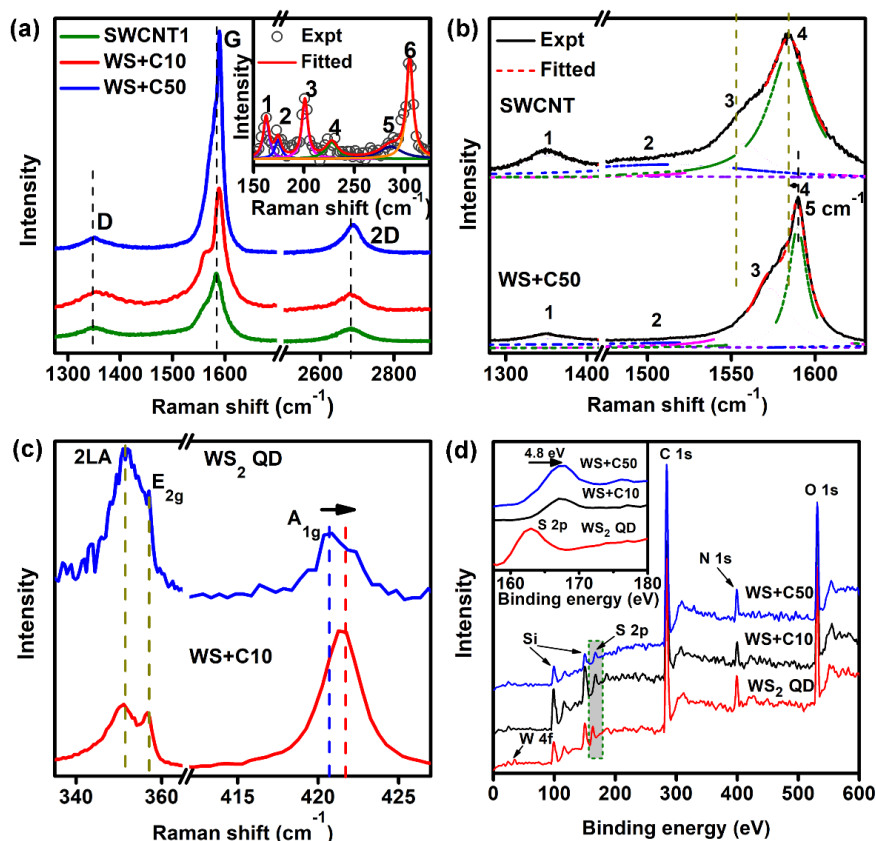 (a)
SWCNT1
WS+C10
WS+C50
G
D
2D
Expt
Fitted
1
2
3
4
5
6
Intensity
150 200 250 300
Raman shift (cm⁻¹)
Intensity
1300 1400 1500 1600 2600 2700 2800
Raman shift (cm⁻¹)
(b)
Expt
Fitted
SWCNT
1
2
3
4
4
5 cm⁻¹
WS+C50
1
2
3
Intensity
1300 1400 1500 1550 1600
Raman shift (cm⁻¹)
(c)
2LA
E2g
WS2 QD
A1g
WS+C10
Intensity
340 360 415 420 425
Raman shift (cm⁻¹)
(d)
4.8 eV
WS+C50
WS+C10
S 2p
WS2 QD
Intensity
160 170 180
Binding energy (eV)
C 1s
O 1s
N 1s
WS+C50
Si
S 2p
WS+C10
WS2 QD
W 4f
Intensity
0 100 200 300 400 500 600
Binding energy (eV)